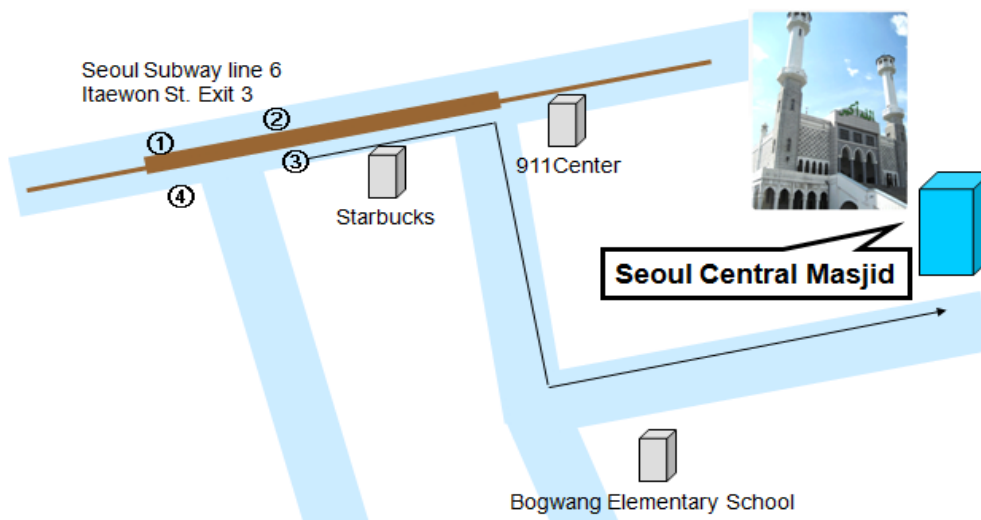 Seoul Subway line 6
Itaewon St. Exit 3
①
②
③
④
Starbucks
911Center
Seoul Central Masjid
Bogwang Elementary School